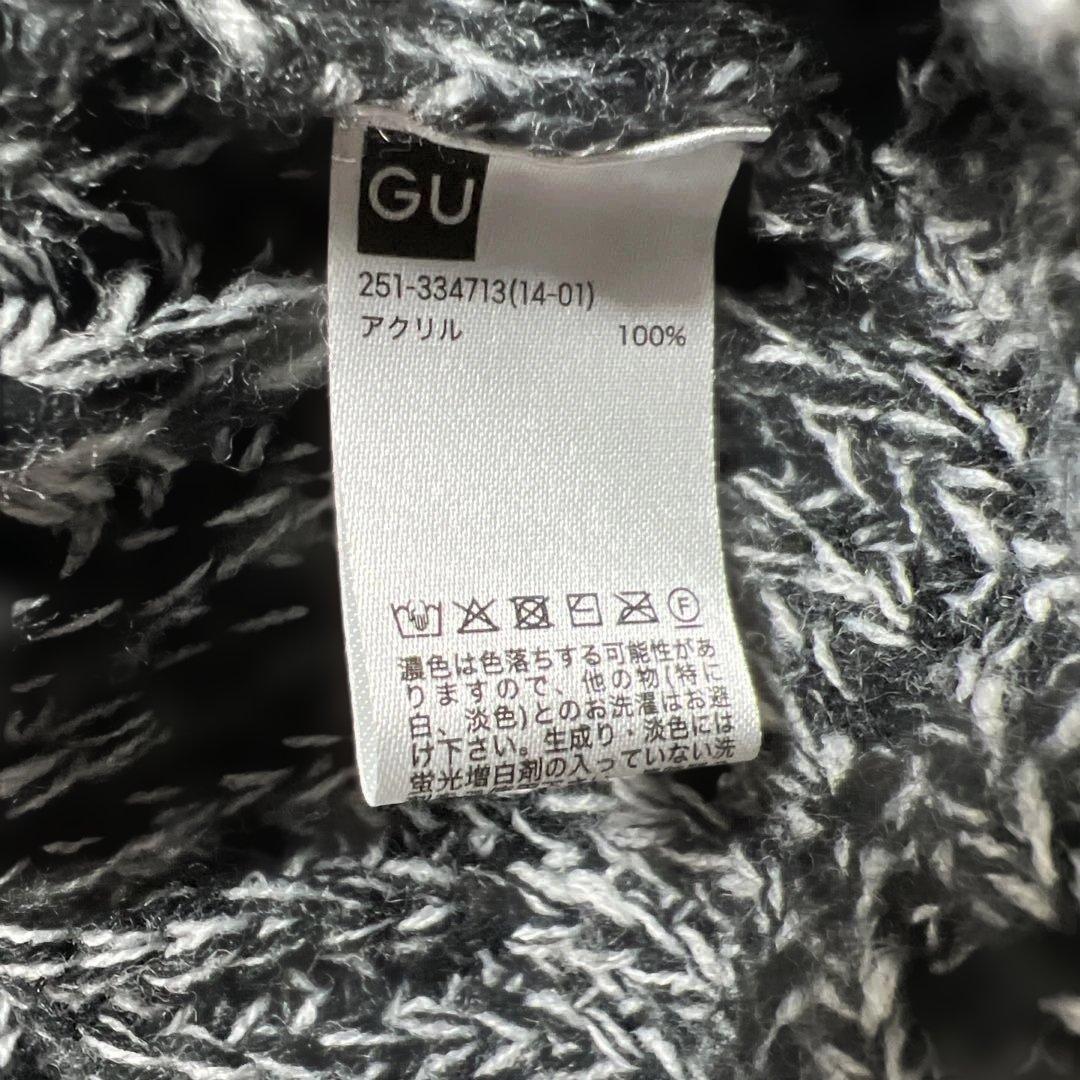 GU
251-334713(14-01)
アクリル 100%
F
濃色は色落ちする可能性があ
りますので、他の物(特に
白、淡色)とのお洗濯はお避
け下さい。生成り・淡色には
蛍光増白剤の入っていない洗